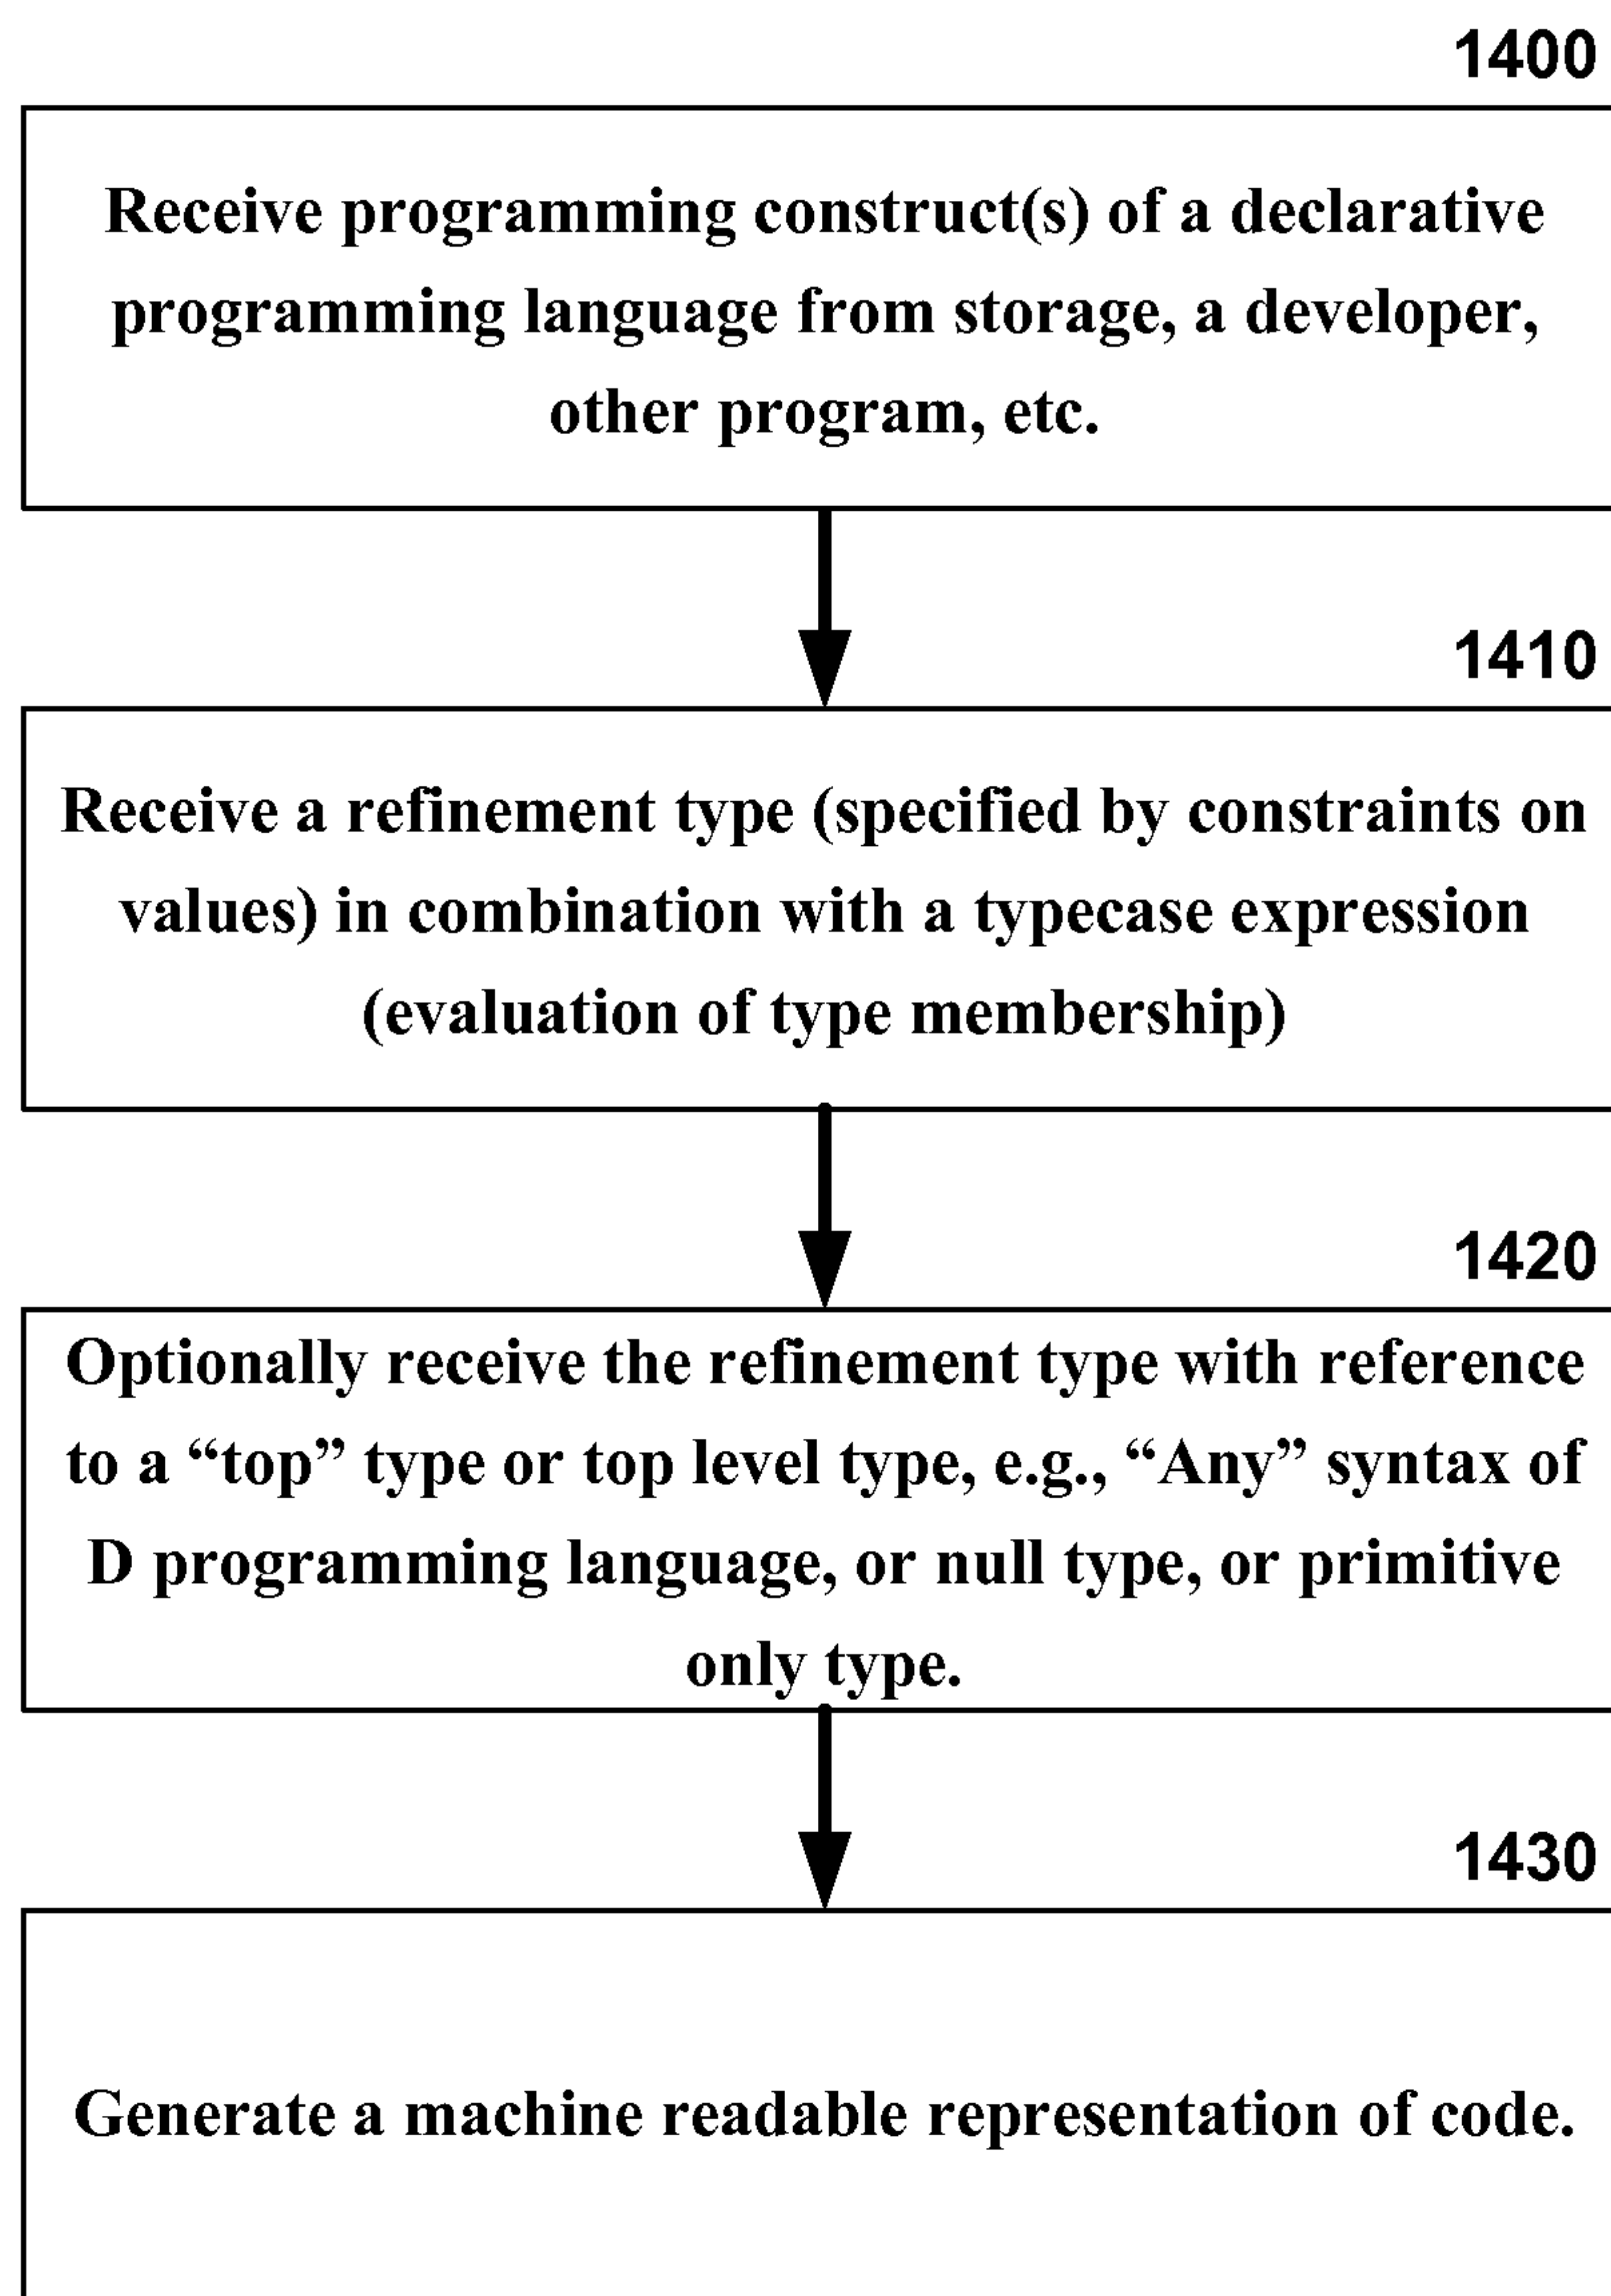 1400
Receive programming construct(s) of a declarative
programming language from storage, a developer,
other program, etc.
1410
Receive a refinement type (specified by constraints on
values) in combination with a typecase expression
(evaluation of type membership)
1420
Optionally receive the refinement type with reference
to a “top” type or top level type, e.g., “Any” syntax of
D programming language, or null type, or primitive
only type.
1430
Generate a machine readable representation of code.